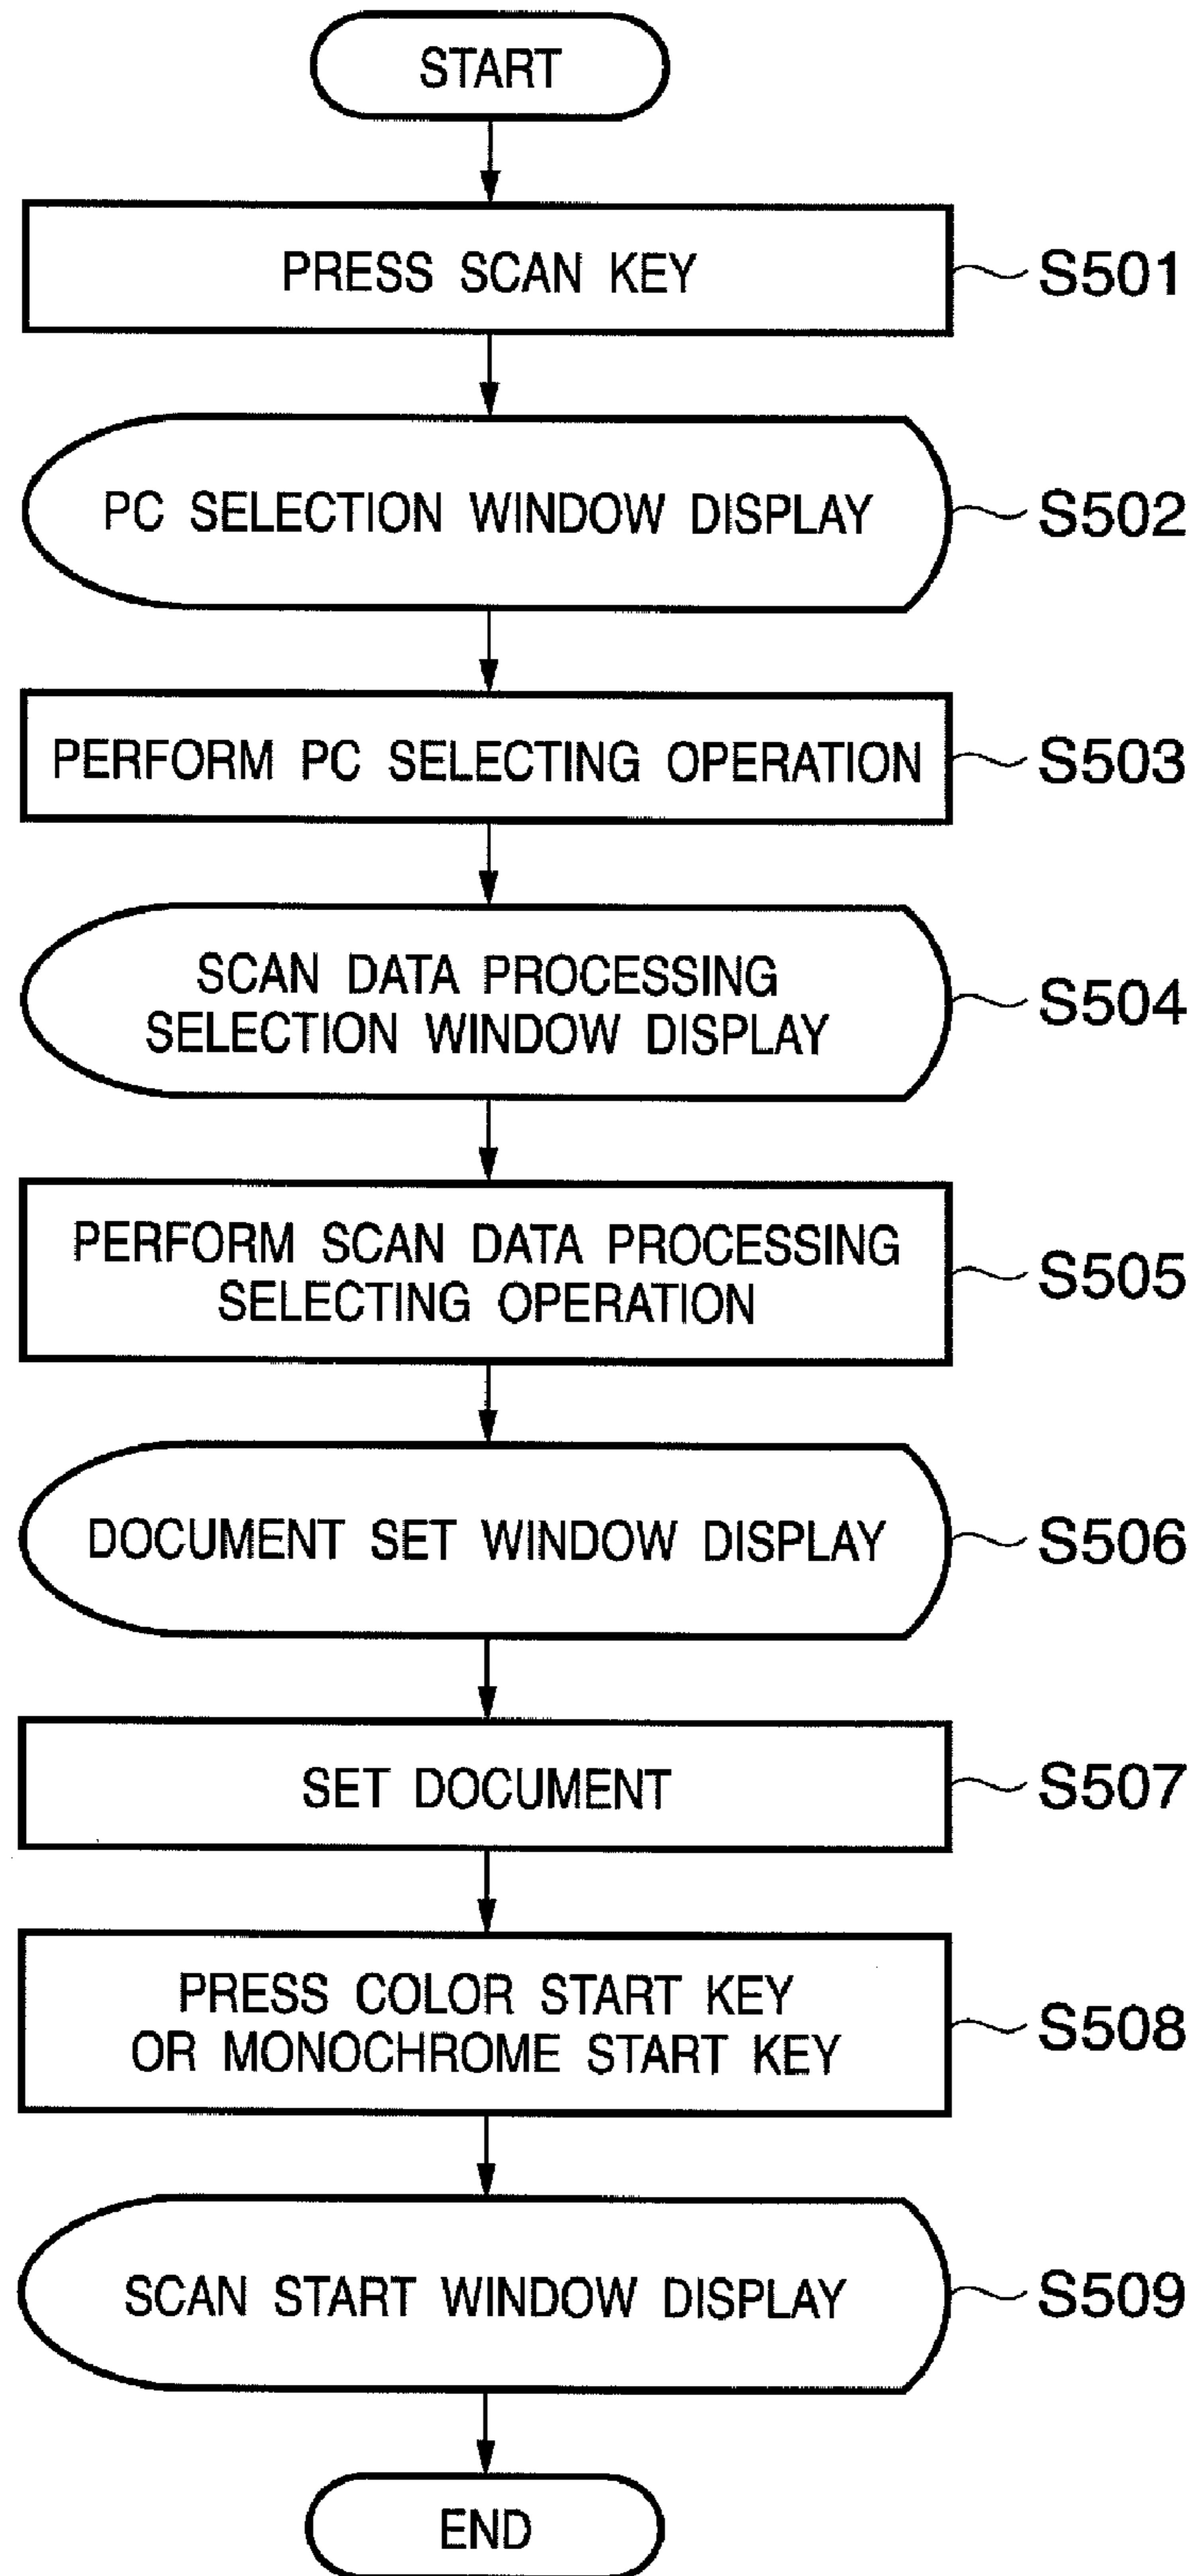 START
PRESS SCAN KEY
S501
PC SELECTION WINDOW DISPLAY
S502
PERFORM PC SELECTING OPERATION
S503
SCAN DATA PROCESSING
SELECTION WINDOW DISPLAY
S504
PERFORM SCAN DATA PROCESSING
SELECTING OPERATION
S505
DOCUMENT SET WINDOW DISPLAY
S506
SET DOCUMENT
S507
PRESS COLOR START KEY
OR MONOCHROME START KEY
S508
SCAN START WINDOW DISPLAY
S509
END